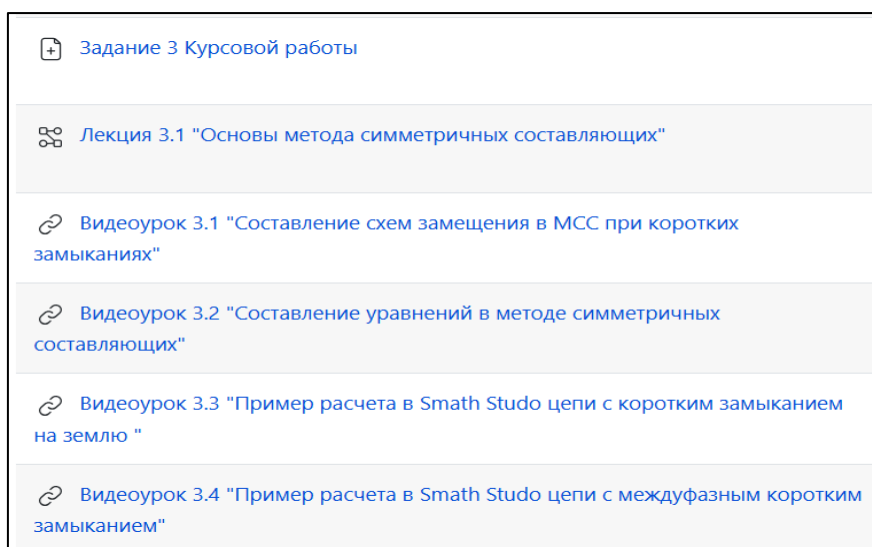 Задание 3 Курсовой работы
Лекция 3.1 "Основы метода симметричных составляющих"
Видеоурок 3.1 "Составление схем замещения в МСС при коротких
замыканиях"
Видеоурок 3.2 "Составление уравнений в методе симметричных
составляющих"
Видеоурок 3.3 "Пример расчета в Smath Studo цепи с коротким замыканием
на землю "
Видеоурок 3.4 "Пример расчета в Smath Studo цепи с междуфазным коротким
замыканием"